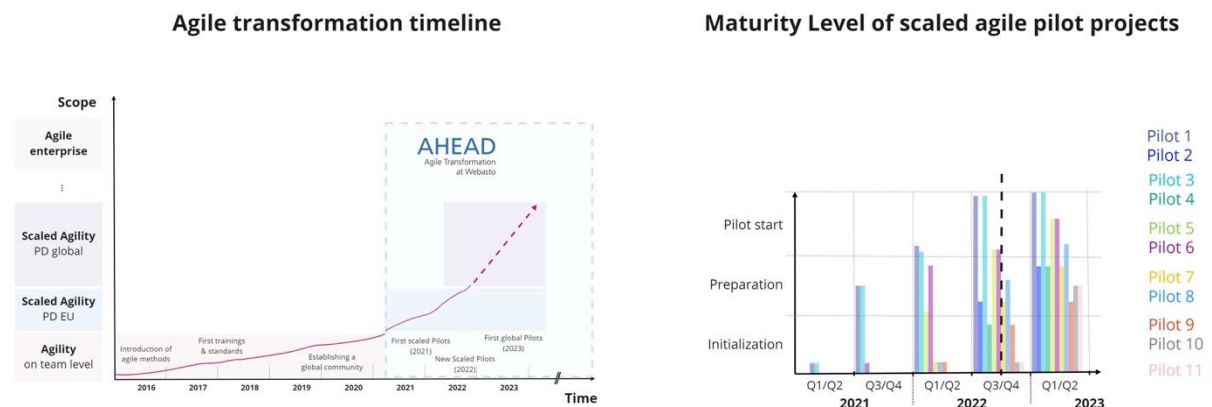 Agile transformation timeline
Scope
Agile
enterprise
...
Scaled Agility
PD global
Scaled Agility
PD EU
Agility
on team level
AHEAD
Agile Transformation
at Webasto
Introduction of
agile methods
First trainings
& standards
Establishing a
global community
First scaled Pilots
(2021)
New Scaled Pilots
(2022)
First global Pilots
(2023)
2016
2017
2018
2019
2020
2021
2022
2023
Time
Maturity Level of scaled agile pilot projects
Pilot start
Preparation
Initialization
Q1/Q2
Q3/Q4
Q1/Q2
Q3/Q4
Q1/Q2
2021
2022
2023
Pilot 1
Pilot 2
Pilot 3
Pilot 4
Pilot 5
Pilot 6
Pilot 7
Pilot 8
Pilot 9
Pilot 10
Pilot 11